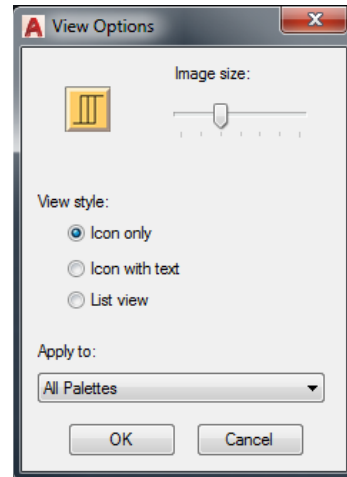 View Options
Image size:
View style:
Icon only
Icon with text
List view
Apply to:
All Palettes
OK Cancel